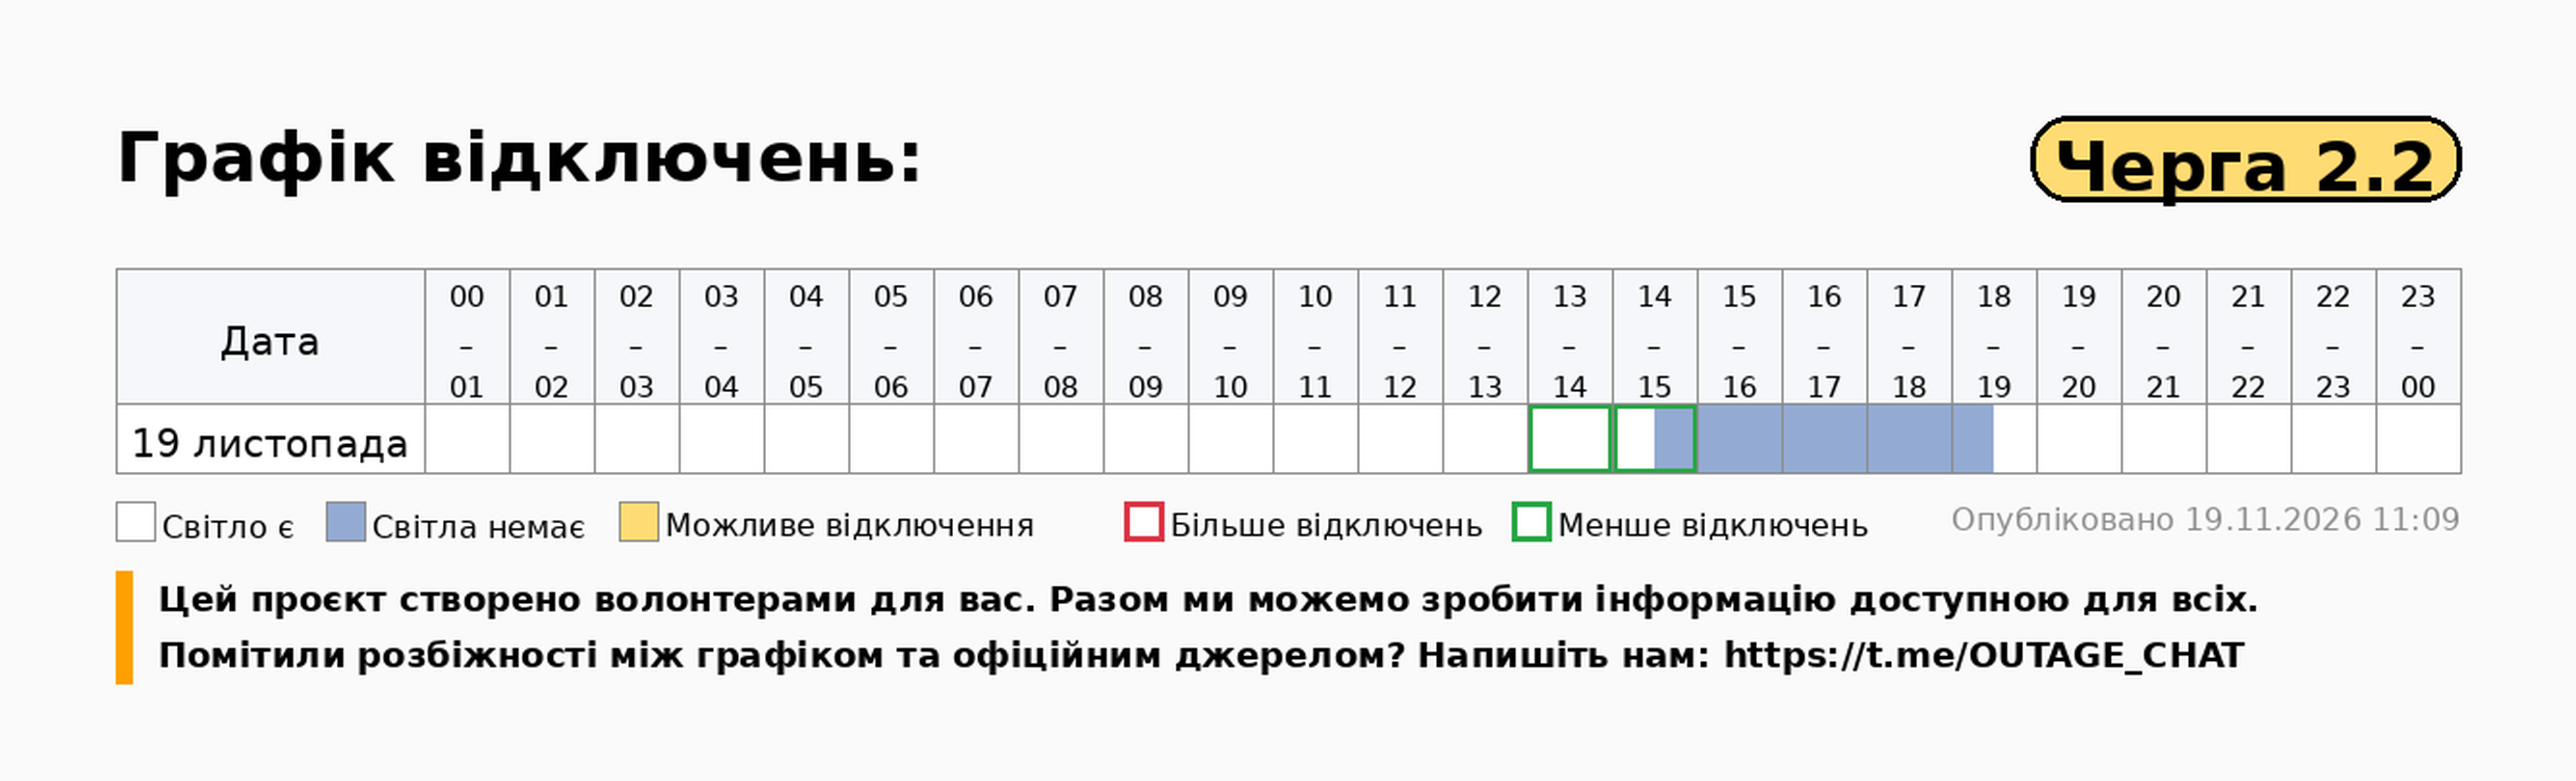 Графік відключень:
Черга 2.2
Дата
00 – 01
01 – 02
02 – 03
03 – 04
04 – 05
05 – 06
06 – 07
07 – 08
08 – 09
09 – 10
10 – 11
11 – 12
12 – 13
13 – 14
14 – 15
15 – 16
16 – 17
17 – 18
18 – 19
19 – 20
20 – 21
21 – 22
22 – 23
23 – 00
19 листопада
Світло є
Світла немає
Можливе відключення
Більше відключень
Менше відключень
Опубліковано 19.11.2026 11:09
Цей проєкт створено волонтерами для вас. Разом ми можемо зробити інформацію доступною для всіх.
Помітили розбіжності між графіком та офіційним джерелом? Напишіть нам: https://t.me/OUTAGE_CHAT